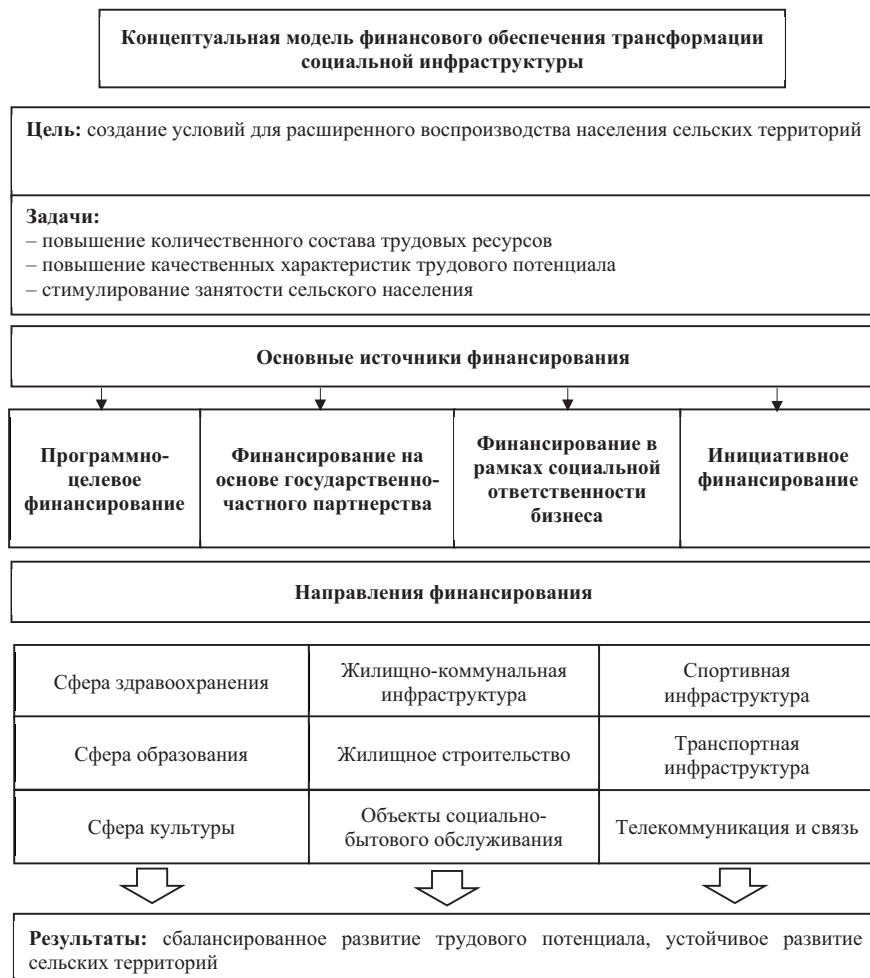 Концептуальная модель финансового обеспечения трансформации
социальной инфраструктуры
Цель: создание условий для расширенного воспроизводства населения сельских территорий
Задачи:
– повышение количественного состава трудовых ресурсов
– повышение качественных характеристик трудового потенциала
– стимулирование занятости сельского населения
Основные источники финансирования
Программно-
целевое
финансирование
Финансирование на
основе государственно-
частного партнерства
Финансирование в
рамках социальной
ответственности
бизнеса
Инициативное
финансирование
Направления финансирования
Сфера здравоохранения
Жилищно-коммунальная
инфраструктура
Спортивная
инфраструктура
Сфера образования
Жилищное строительство
Транспортная
инфраструктура
Сфера культуры
Объекты социально-
бытового обслуживания
Телекоммуникация и связь
Результаты: сбалансированное развитие трудового потенциала, устойчивое развитие
сельских территорий